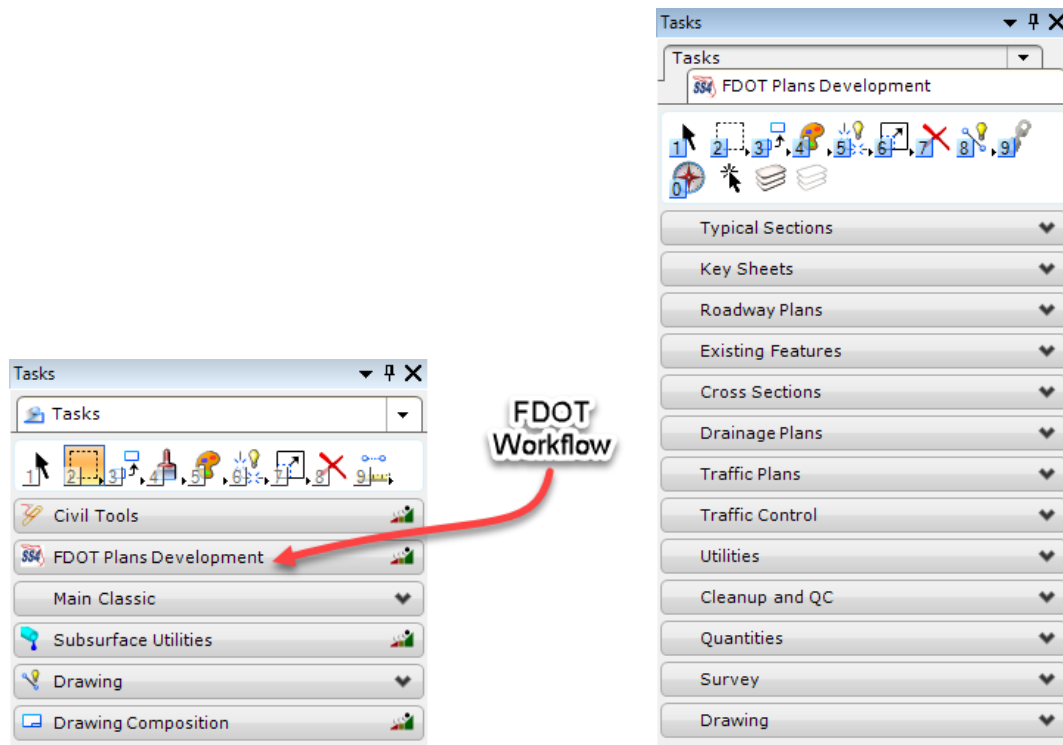 Tasks
Tasks
1 2 3 4 5 6 7 8 9
Civil Tools
SS4 FDOT Plans Development
Main Classic
Subsurface Utilities
Drawing
Drawing Composition
FDOT
Workflow
Tasks
Tasks
SS4 FDOT Plans Development
1 2 3 4 5 6 7 8 9
0
Typical Sections
Key Sheets
Roadway Plans
Existing Features
Cross Sections
Drainage Plans
Traffic Plans
Traffic Control
Utilities
Cleanup and QC
Quantities
Survey
Drawing